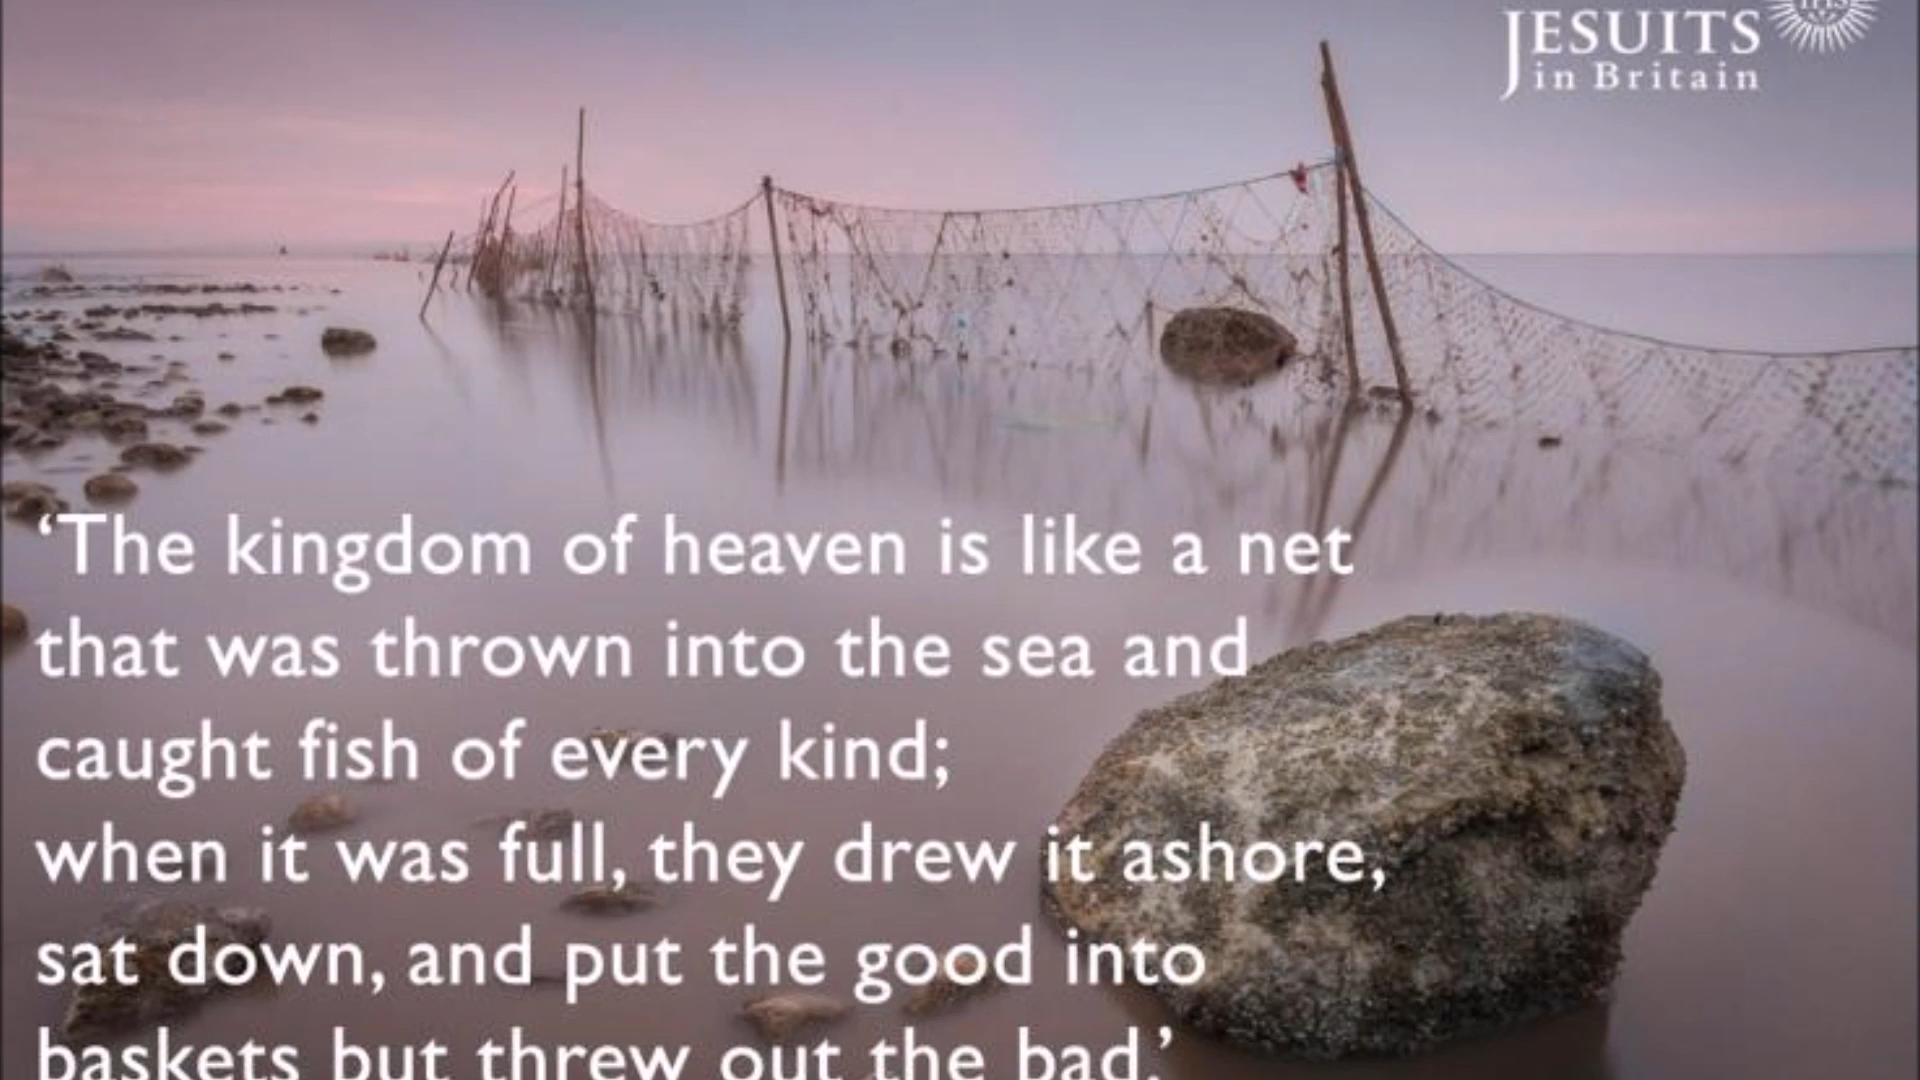 IHS
JESUITS
in Britain
‘The kingdom of heaven is like a net
that was thrown into the sea and
caught fish of every kind;
when it was full, they drew it ashore,
sat down, and put the good into
baskets but threw out the bad.’